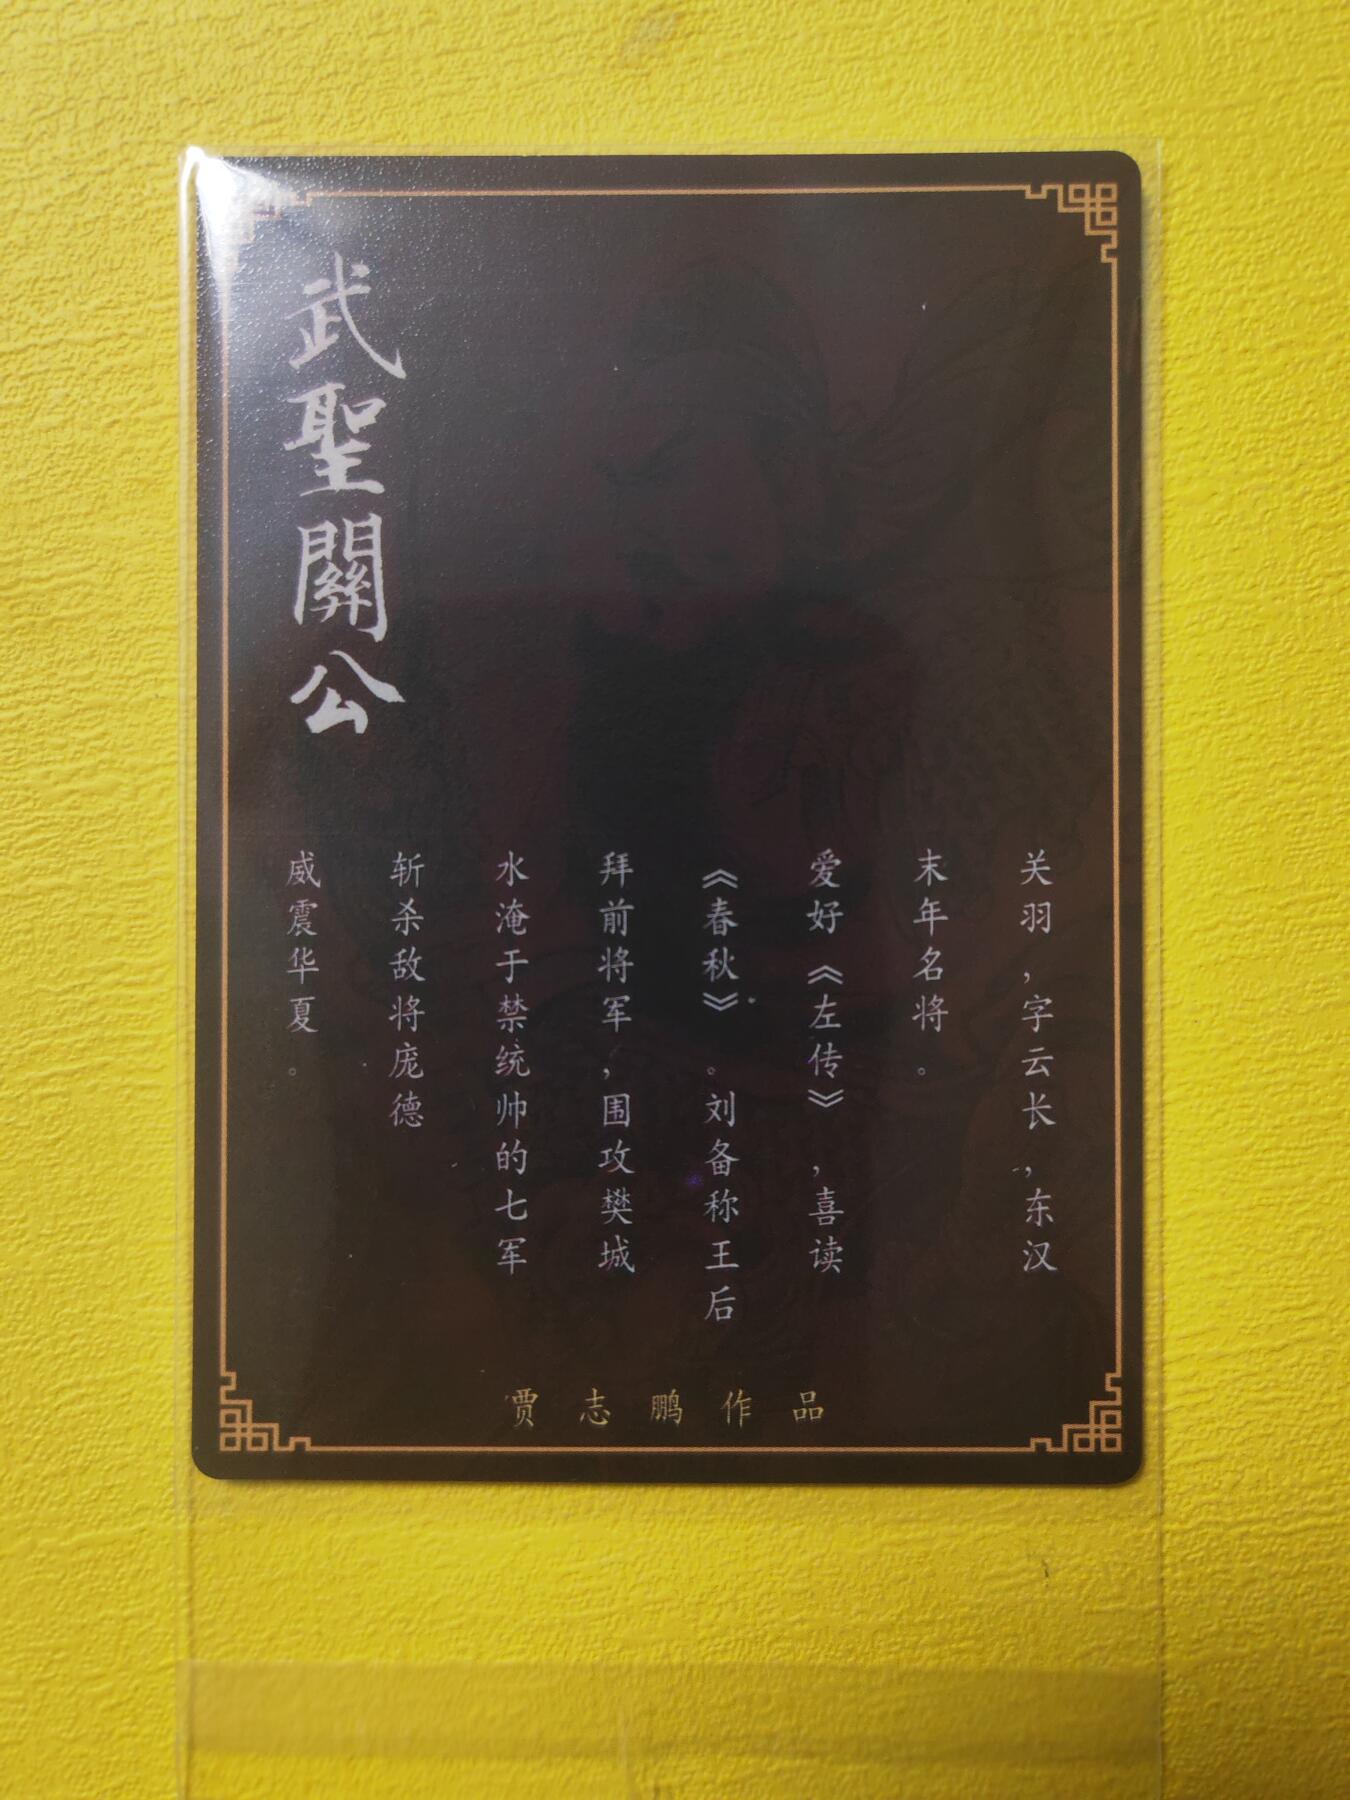 武聖關公
关羽，字云长，东汉
末年名将。
爱好《左传》，喜读
《春秋》。刘备称王后
拜前将军，围攻樊城
水淹于禁统帅的七军
斩杀敌将庞德
威震华夏。
贾志鹏作品